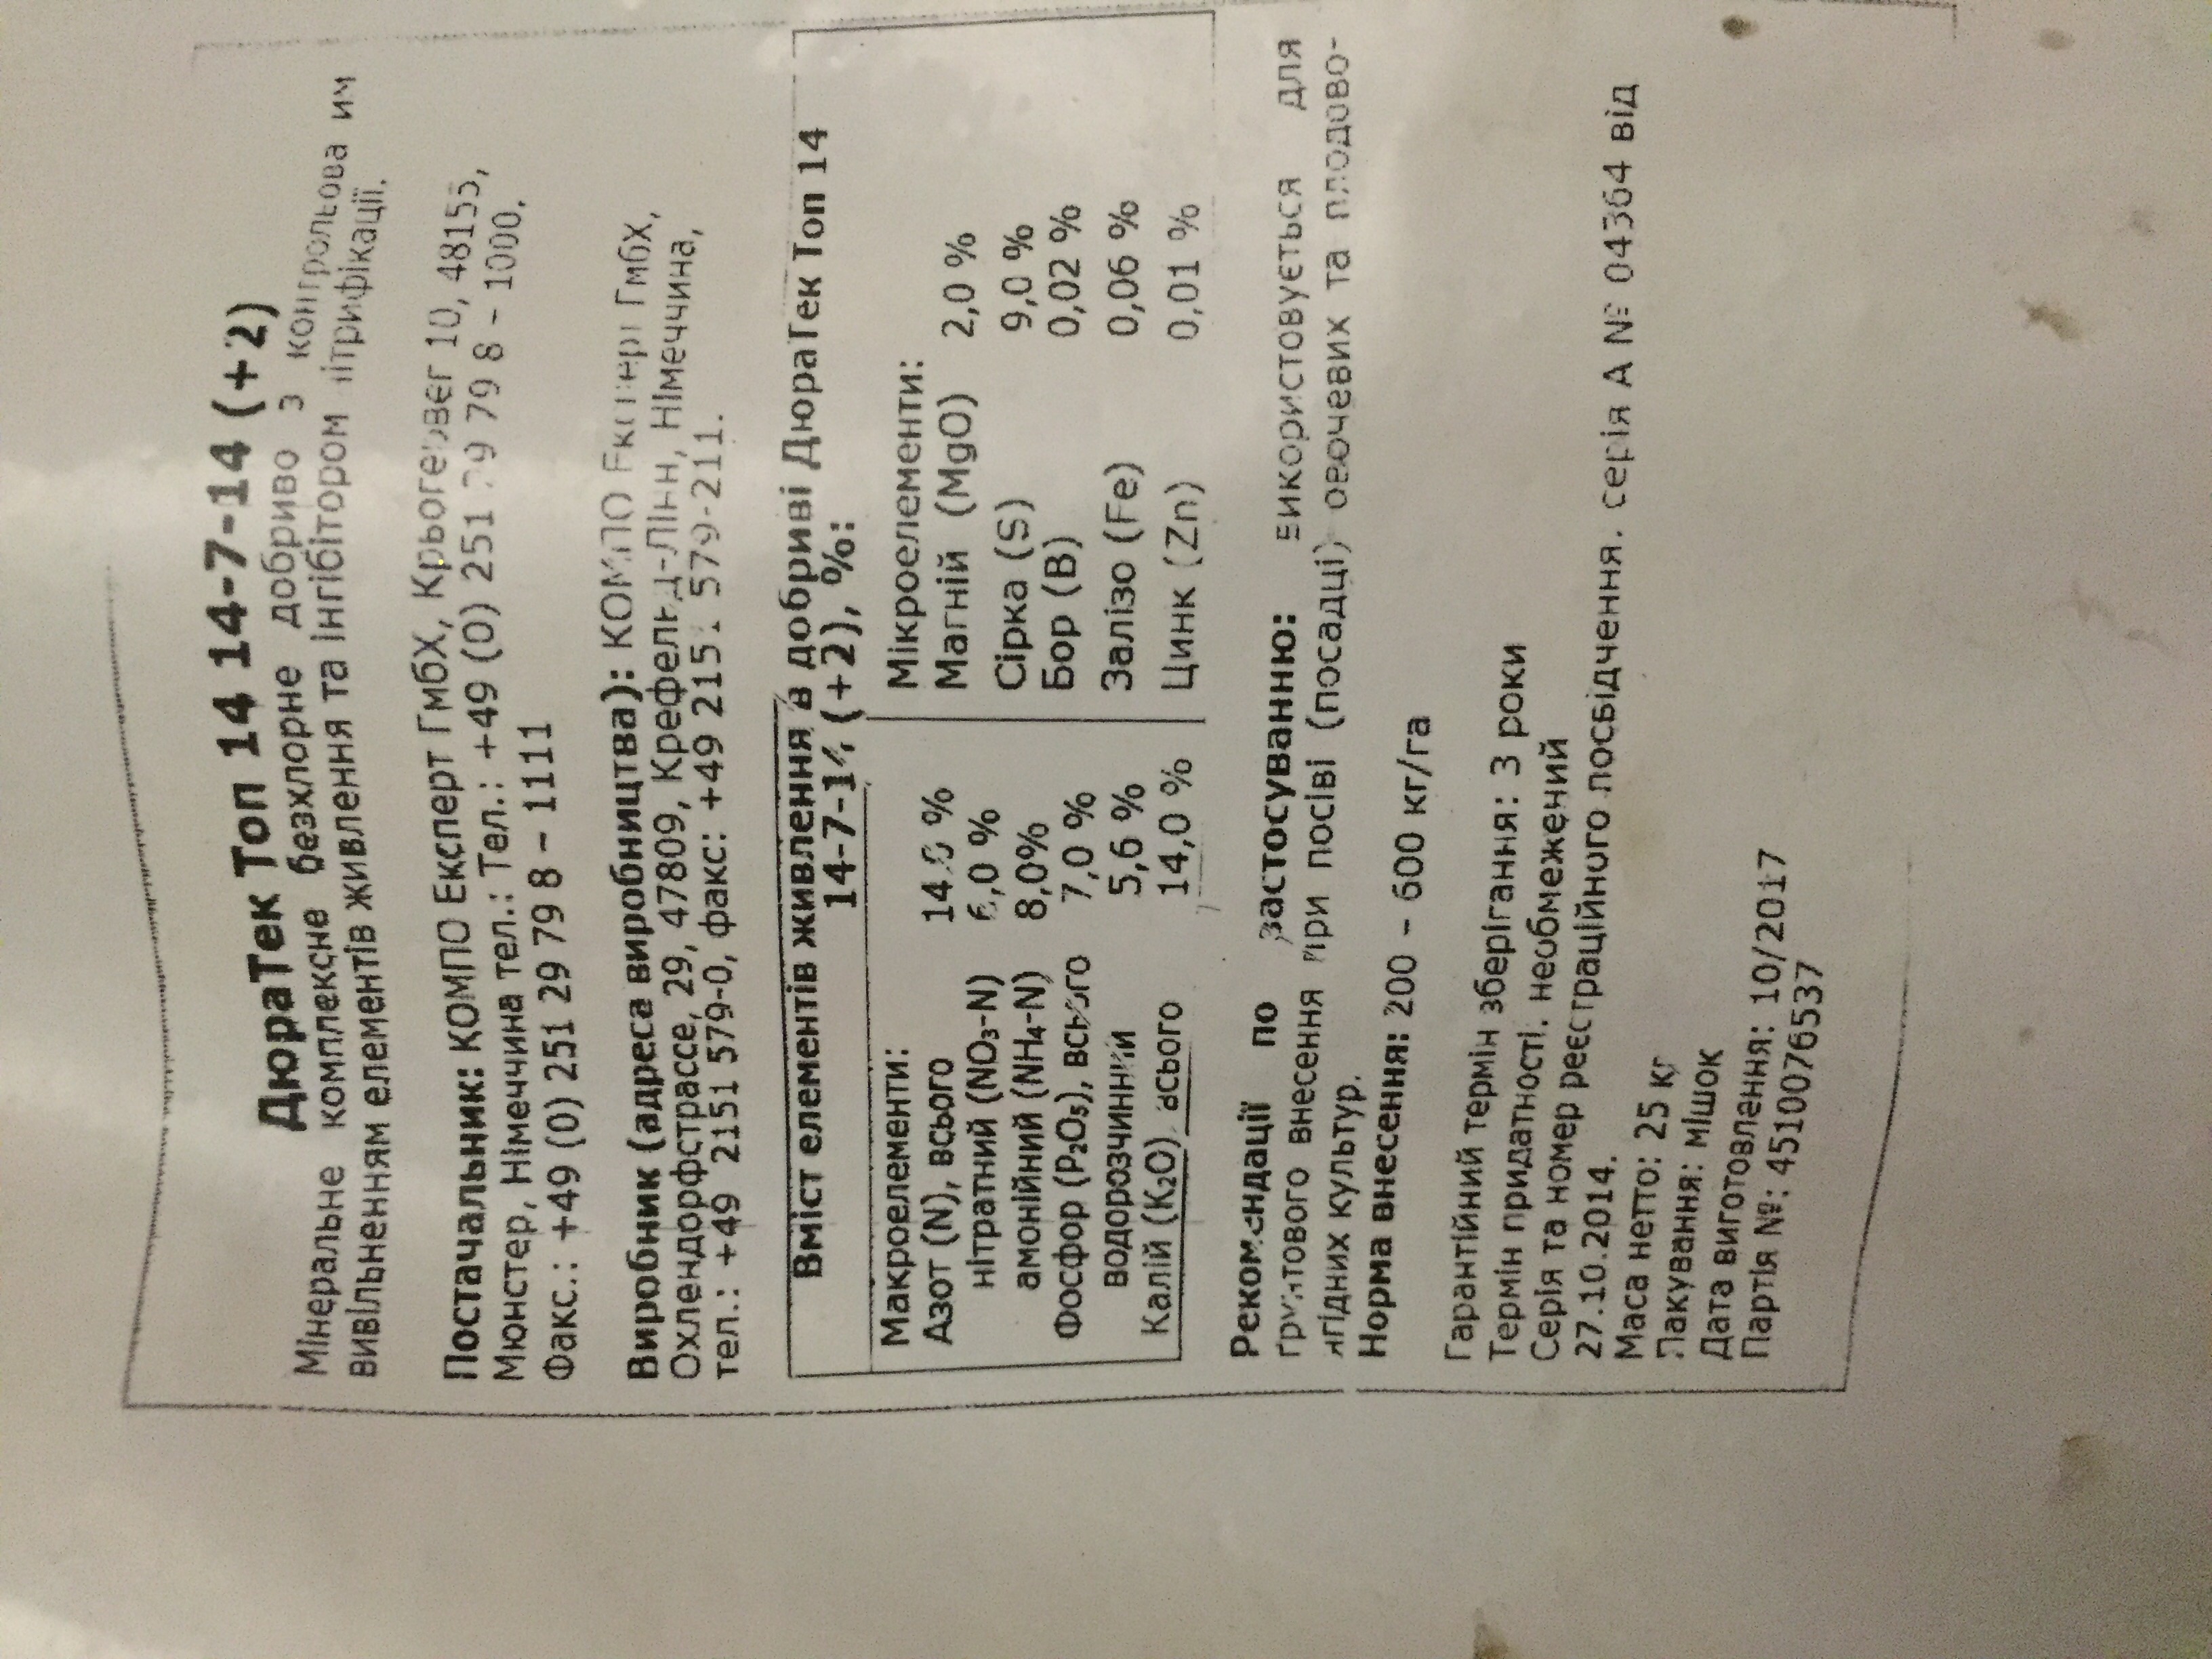 ДюраТек Топ 14 14-7-14 (+2)
Мінеральне комплексне безхлорне добриво з контрольова им
вивільненням елементів живлення та інгібітором нітрифікації.
Постачальник: КОМПО Експерт ГмбХ, Крьогервег 10, 48155,
Мюнстер, Німеччина тел.: Тел.: +49 (0) 251 29 79 8 – 1000,
Факс.: +49 (0) 251 29 79 8 – 1111
Виробник (адреса виробництва): КОМПО Експерт ГмбХ,
Охлендорфстрассе, 29, 47809, Крефельд-Лінн, Німеччина,
тел.: +49 2151 579-0, факс: +49 2151 579-211.
Вміст елементів живлення в добриві ДюраТек Топ 14
14-7-14 (+2), %:
Макроелементи:
Азот (N), всього 14,0 %
нітратний (NO₃-N) 6,0 %
амонійний (NH₄-N) 8,0%
Фосфор (P₂O₅), всього 7,0 %
водорозчинний 5,6 %
Калій (K₂O) всього 14,0 %
Мікроелементи:
Магній (MgO) 2,0 %
Сірка (S) 9,0 %
Бор (B) 0,02 %
Залізо (Fe) 0,06 %
Цинк (Zn) 0,01 %
Рекомендації по застосуванню: використовується для
ґрунтового внесення при посіві (посадці) овочевих та плодово-
ягідних культур.
Норма внесення: 200 – 600 кг/га
Гарантійний термін зберігання: 3 роки
Термін придатності. необмежений
Серія та номер реєстраційного посвідчення. серія А № 04364 від
27.10.2014.
Маса нетто: 25 кг
Пакування: мішок
Дата виготовлення: 10/2017
Партія №: 4510076537